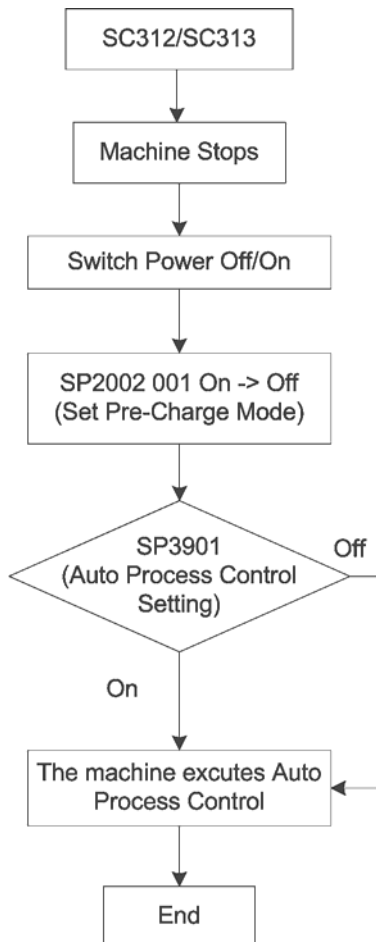 SC312/SC313
Machine Stops
Switch Power Off/On
SP2002 001 On -> Off
(Set Pre-Charge Mode)
SP3901
(Auto Process Control
Setting)
Off
On
The machine excutes Auto
Process Control
End